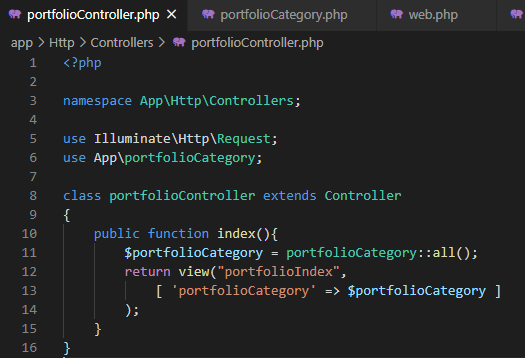 portfolioController.php × portfolioCategory.php web.php
app > Http > Controllers > portfolioController.php
1 <?php
2
3 namespace App\Http\Controllers;
4
5 use Illuminate\Http\Request;
6 use App\portfolioCategory;
7
8 class portfolioController extends Controller
9 {
10 public function index(){
11 $portfolioCategory = portfolioCategory::all();
12 return view("portfolioIndex",
13 [ 'portfolioCategory' => $portfolioCategory ]
14 );
15 }
16 }